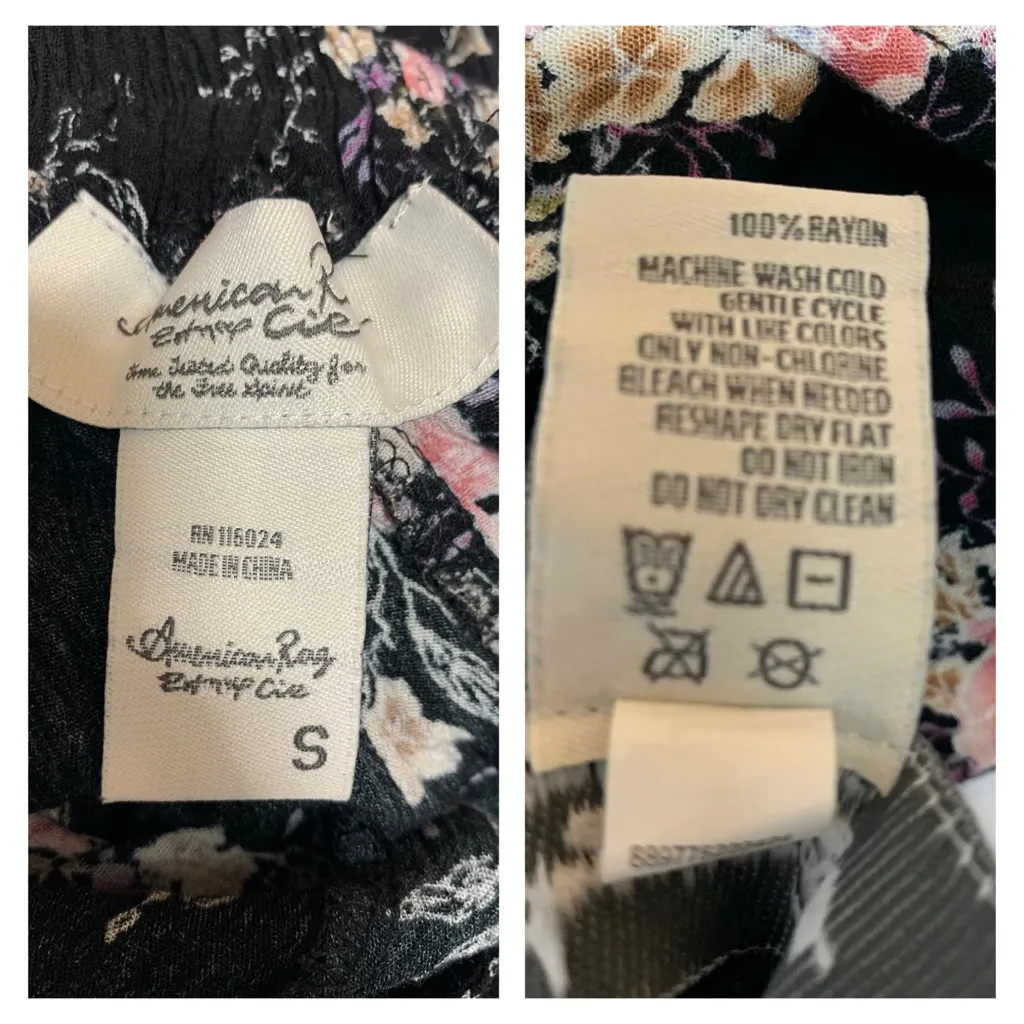 American R
Cie
Time Tested Quality for
the Free Spirit
RN 116024
MADE IN CHINA
American Rag
Cie
S
100% RAYON
MACHINE WASH COLD
GENTLE CYCLE
WITH LIKE COLORS
ONLY NON-CHLORINE
BLEACH WHEN NEEDED
RESHAPE DRY FLAT
DO NOT IRON
DO NOT DRY CLEAN